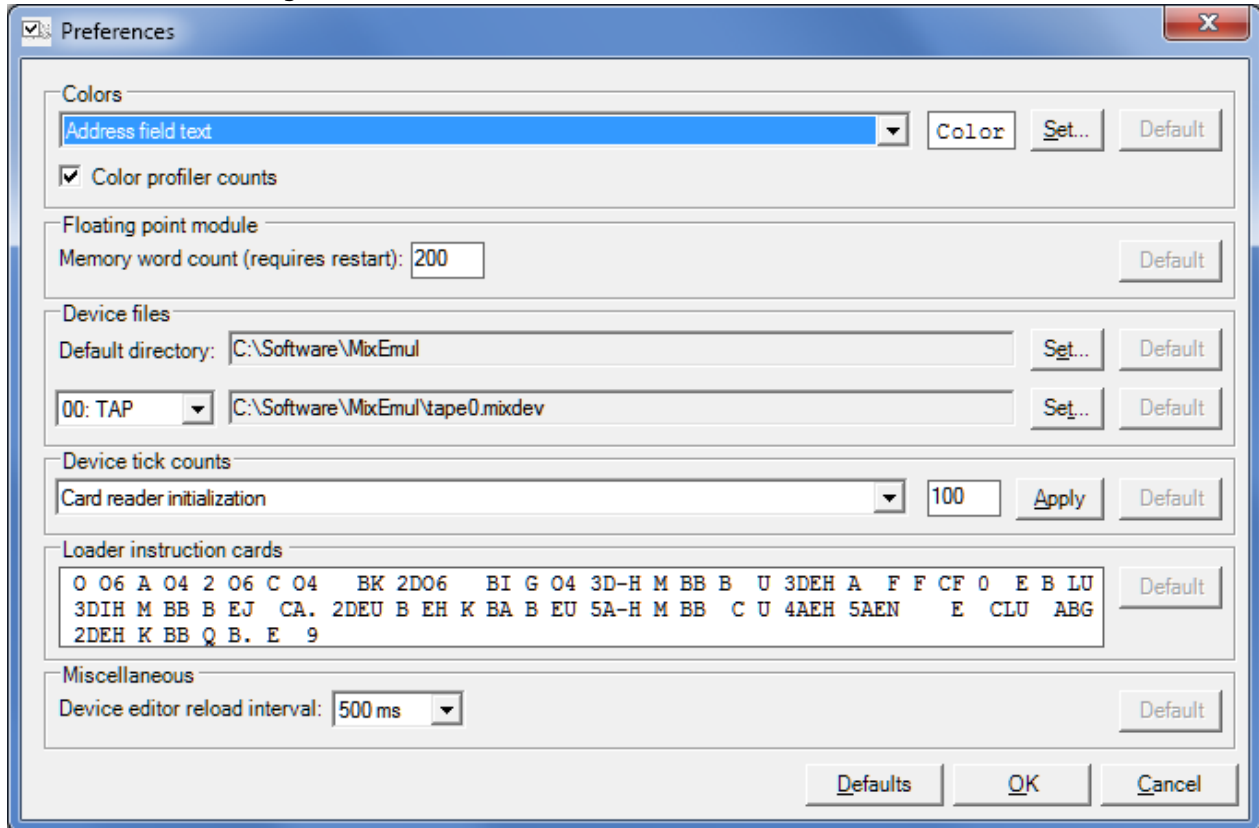 Preferences
Colors
Address field text Color Set... Default
Color profiler counts
Floating point module
Memory word count (requires restart): 200 Default
Device files
Default directory: C:\Software\MixEmul Set... Default
00: TAP C:\Software\MixEmul\tape0.mixdev Set... Default
Device tick counts
Card reader initialization 100 Apply Default
Loader instruction cards
O O6 A O4 2 O6 C O4   BK 2DO6   BI G O4 3D-H M BB B  U 3DEH A  F F CF 0  E B LU Default
3DIH M BB B EJ  CA. 2DEU B EH K BA B EU 5A-H M BB  C U 4AEH 5AEN    E  CLU  ABG
2DEH K BB Q B. E  9
Miscellaneous
Device editor reload interval: 500 ms Default
Defaults OK Cancel